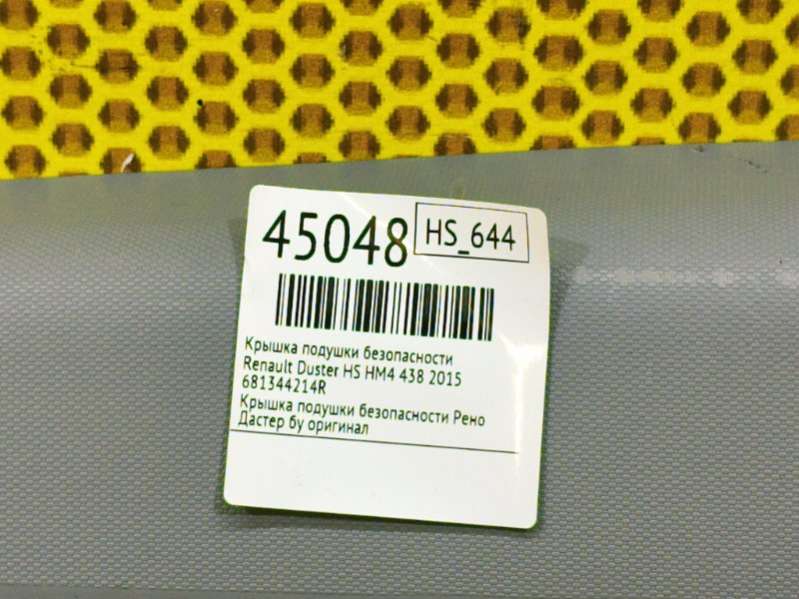 45048 HS_644
Крышка подушки безопасности
Renault Duster HS HM4 438 2015
681344214R
Крышка подушки безопасности Рено
Дастер бу оригинал